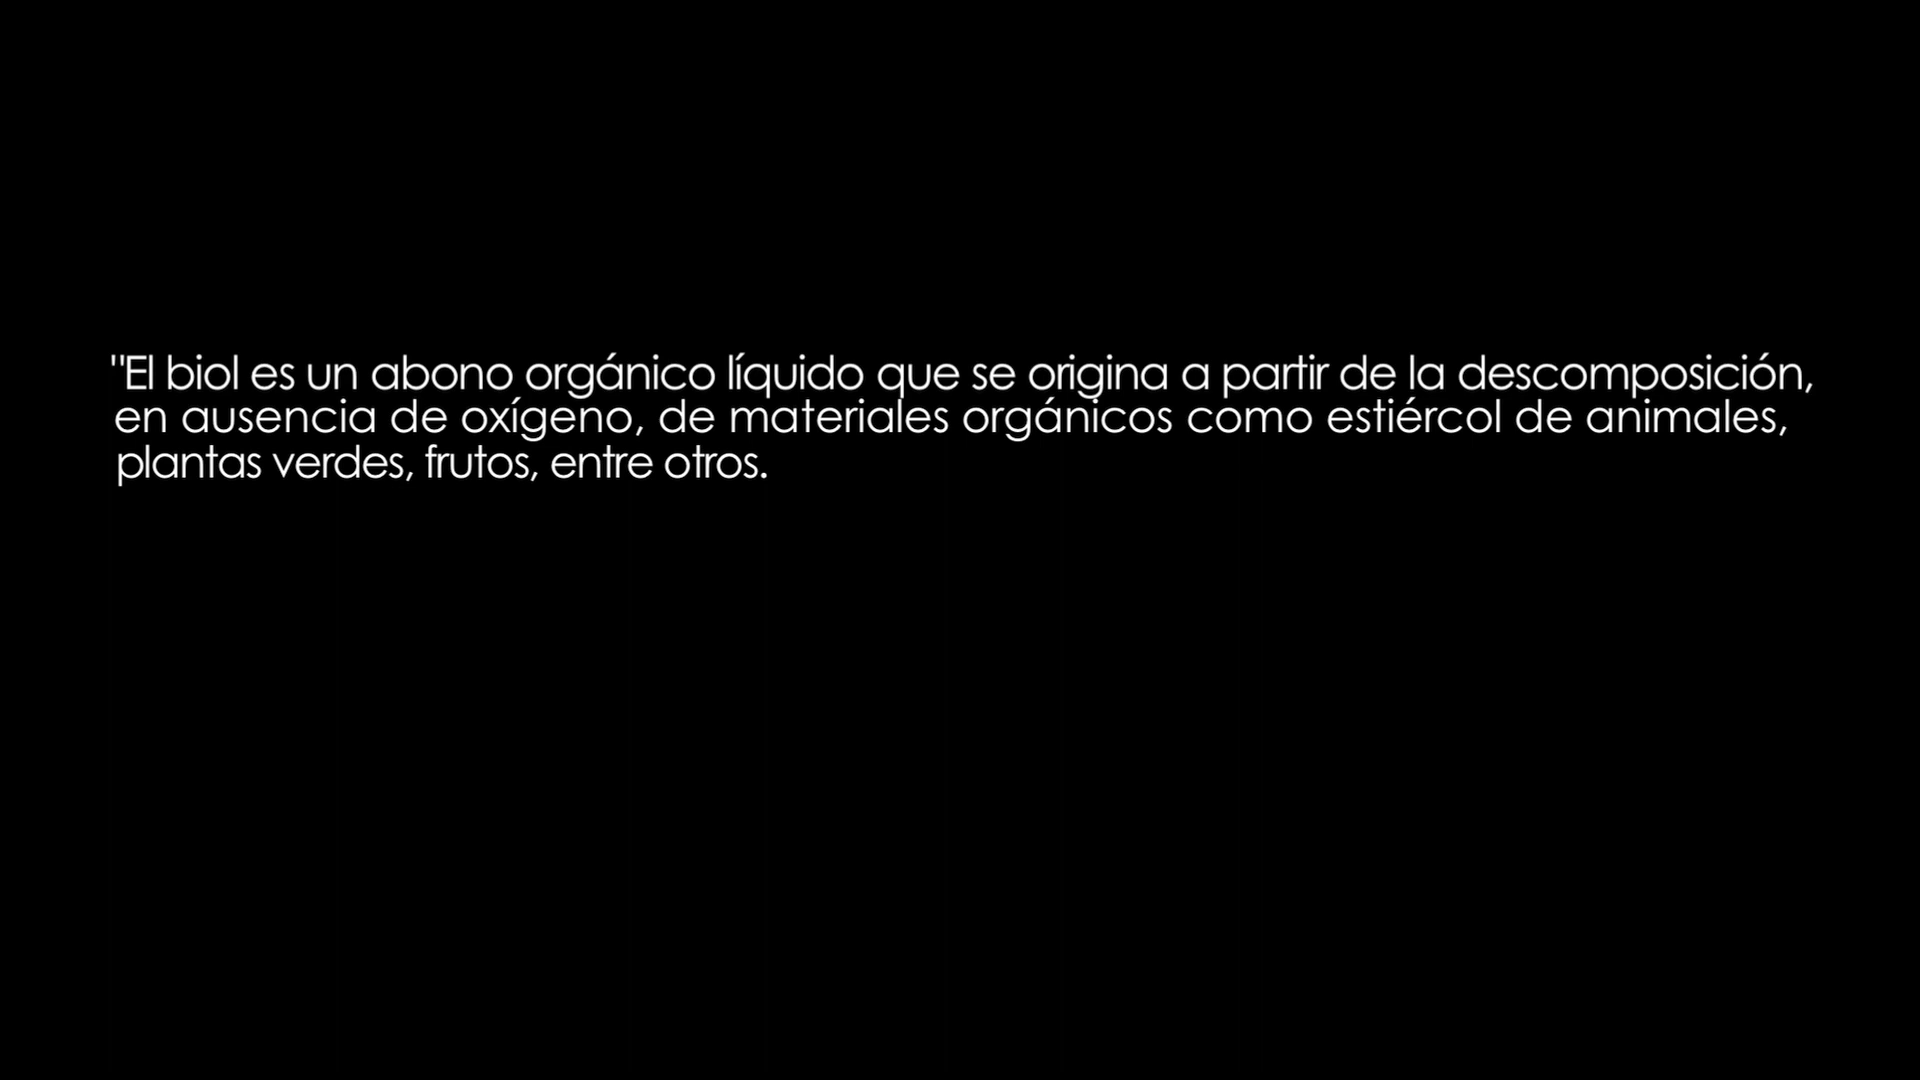 "El biol es un abono orgánico líquido que se origina a partir de la descomposición,
en ausencia de oxígeno, de materiales orgánicos como estiércol de animales,
plantas verdes, frutos, entre otros.